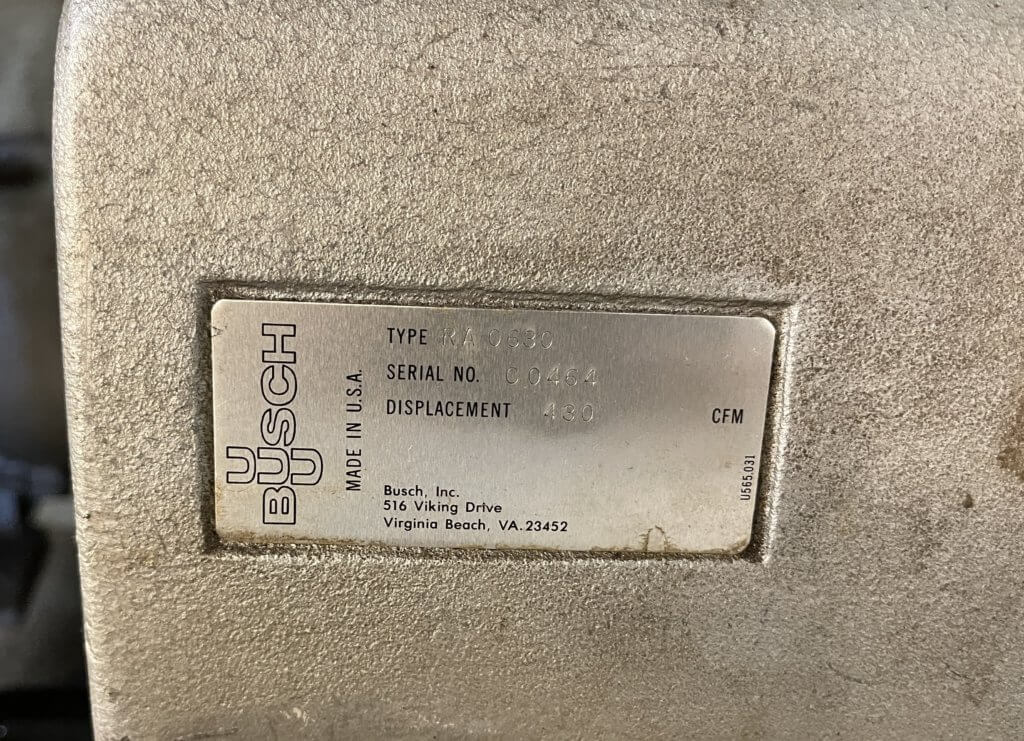 U
BUSCH
U
MADE IN U.S.A.
TYPE RA 0630
SERIAL NO. C0464
DISPLACEMENT 430 CFM
Busch, Inc.
516 Viking Drive
Virginia Beach, VA. 23452
U565.031